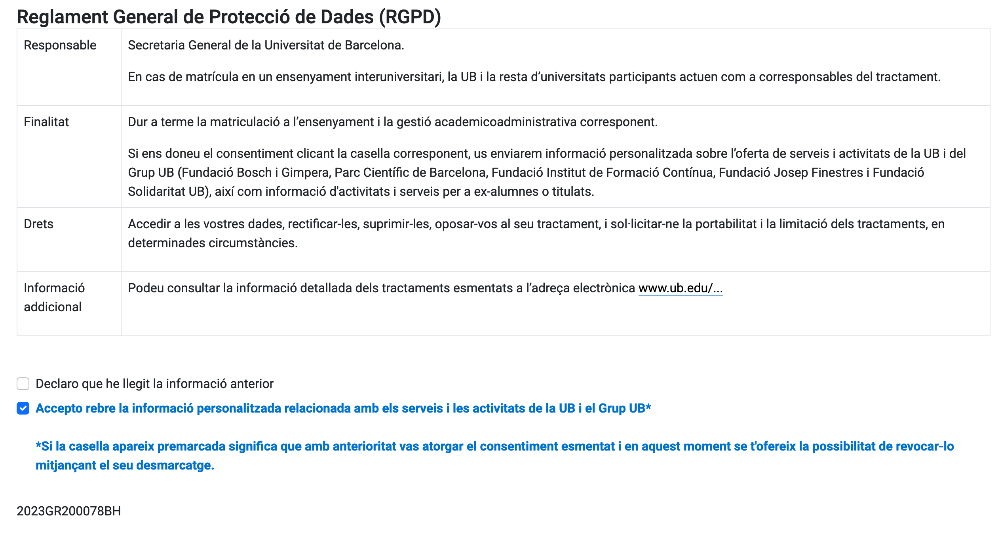 Reglament General de Protecció de Dades (RGPD)
Responsable
Secretaria General de la Universitat de Barcelona.
En cas de matrícula en un ensenyament interuniversitari, la UB i la resta d’universitats participants actuen com a corresponsables del tractament.
Finalitat
Dur a terme la matriculació a l’ensenyament i la gestió academicoadministrativa corresponent.
Si ens doneu el consentiment clicant la casella corresponent, us enviarem informació personalitzada sobre l’oferta de serveis i activitats de la UB i del
Grup UB (Fundació Bosch i Gimpera, Parc Científic de Barcelona, Fundació Institut de Formació Contínua, Fundació Josep Finestres i Fundació
Solidaritat UB), així com informació d'activitats i serveis per a ex-alumnes o titulats.
Drets
Accedir a les vostres dades, rectificar-les, suprimir-les, oposar-vos al seu tractament, i sol·licitar-ne la portabilitat i la limitació dels tractaments, en
determinades circumstàncies.
Informació
addicional
Podeu consultar la informació detallada dels tractaments esmentats a l’adreça electrònica www.ub.edu/...
Declaro que he llegit la informació anterior
Accepto rebre la informació personalitzada relacionada amb els serveis i les activitats de la UB i el Grup UB*
*Si la casella apareix premarcada significa que amb anterioritat vas atorgar el consentiment esmentat i en aquest moment se t'ofereix la possibilitat de revocar-lo
mitjançant el seu desmarcatge.
2023GR200078BH